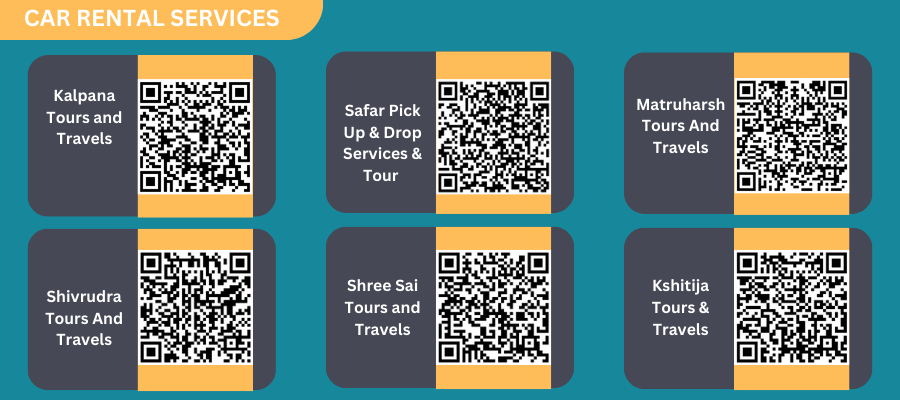 CAR RENTAL SERVICES
Kalpana
Tours and
Travels
Safar Pick
Up & Drop
Services &
Tour
Matruharsh
Tours And
Travels
Shivrudra
Tours And
Travels
Shree Sai
Tours and
Travels
Kshitija
Tours &
Travels